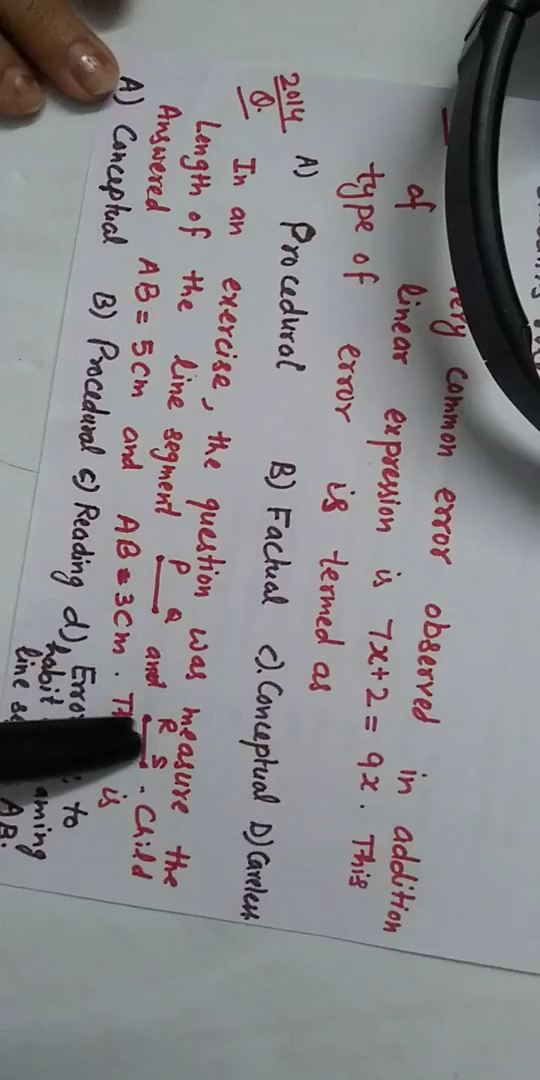 very common error observed in addition
of linear expression is 7x+2=9x. This
type of error is termed as
A) Procedural B) Factual c). Conceptual D) Careless
2014
Q. In an exercise, the question was measure the
Length of the line segment P Q and R S . Child
Answered AB = 5cm and AB = 3cm. is
A) Conceptual B) Procedural c) Reading d) to
habit aming
line AB.